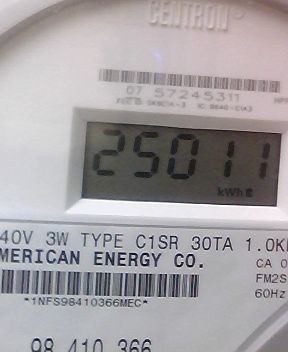 CENTRON®
07 57245311
25011
kWh
40V 3W TYPE C1SR 30TA 1.0K
MERICAN ENERGY CO.
CA 0
FM2S
*1NFS98410366MEC*
60Hz
98 410 366